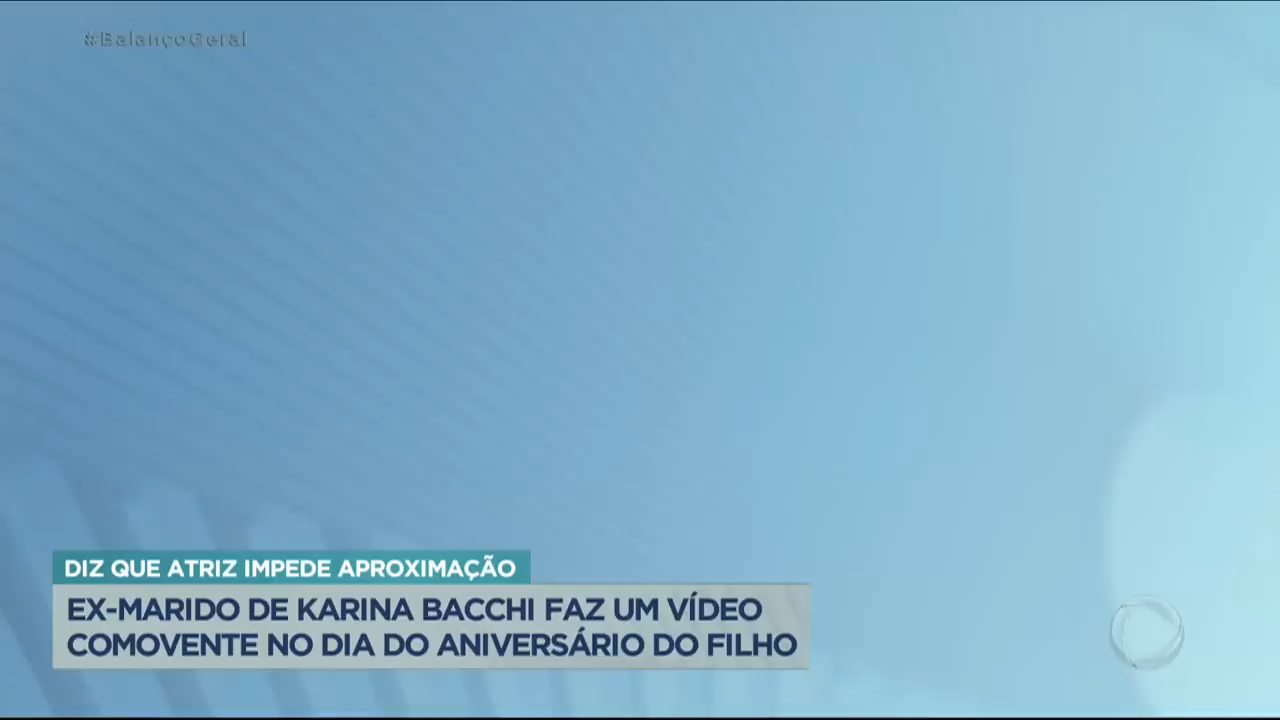 #BalançoGeral
DIZ QUE ATRIZ IMPEDE APROXIMAÇÃO
EX-MARIDO DE KARINA BACCHI FAZ UM VÍDEO
COMOVENTE NO DIA DO ANIVERSÁRIO DO FILHO